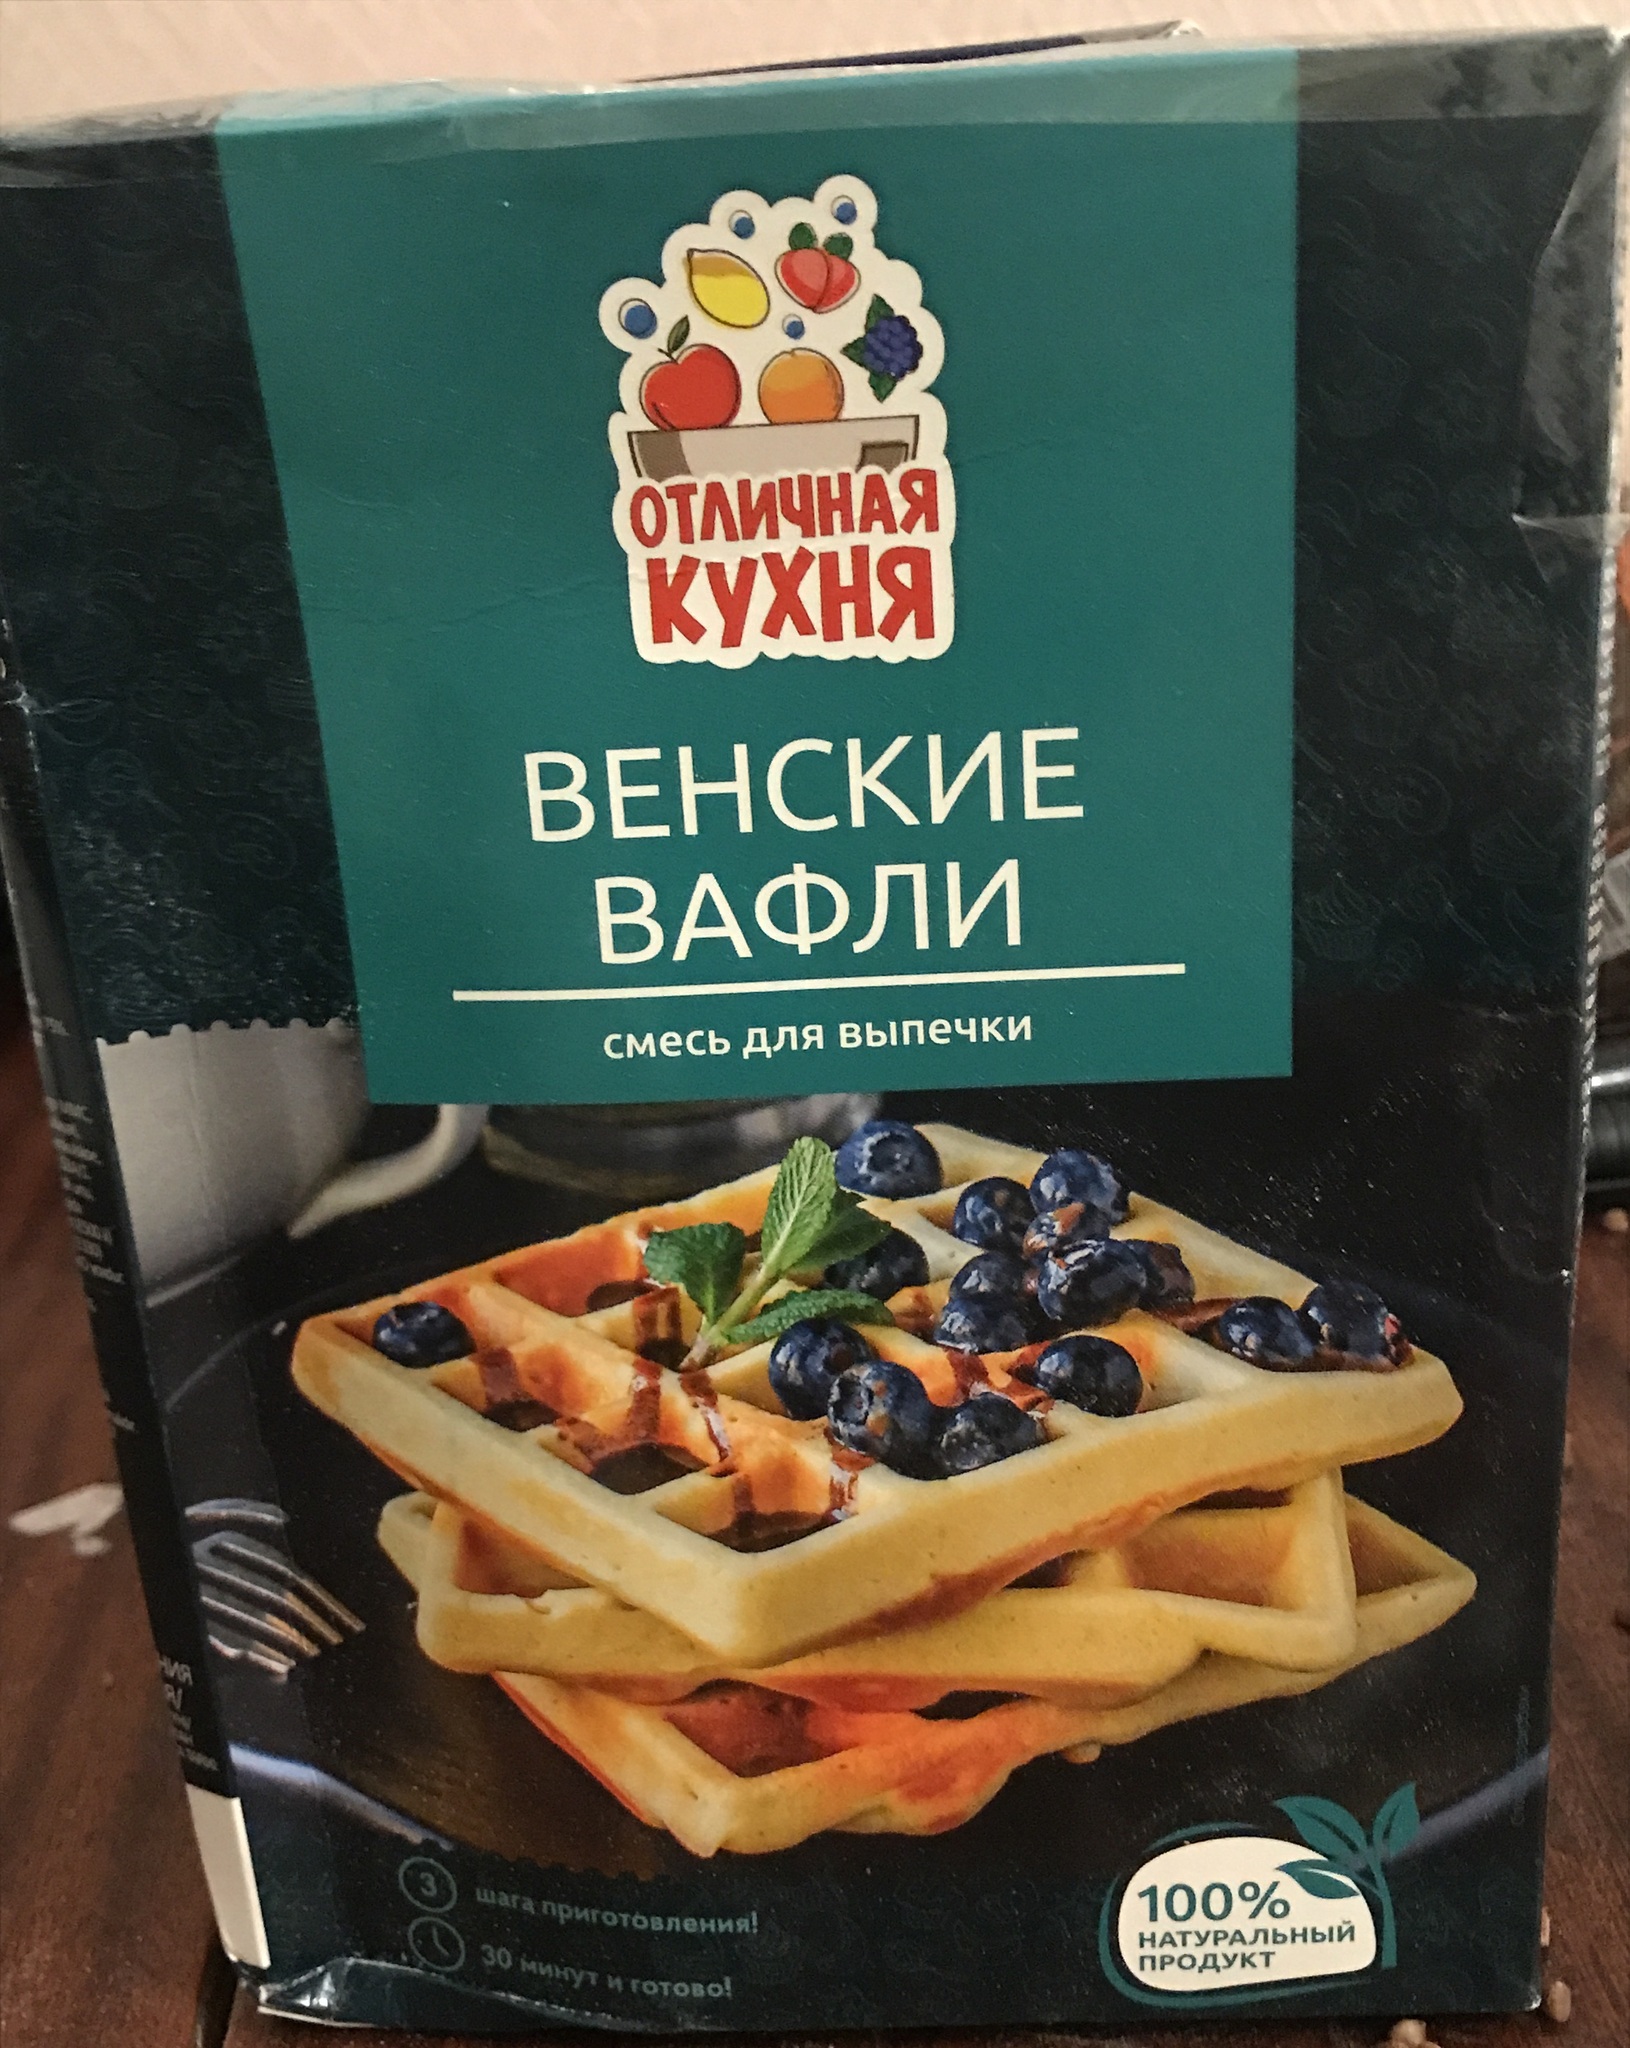 ОТЛИЧНАЯ
КУХНЯ
ВЕНСКИЕ
ВАФЛИ
смесь для выпечки
3 шага приготовления!
30 минут и готово!
100%
НАТУРАЛЬНЫЙ
ПРОДУКТ